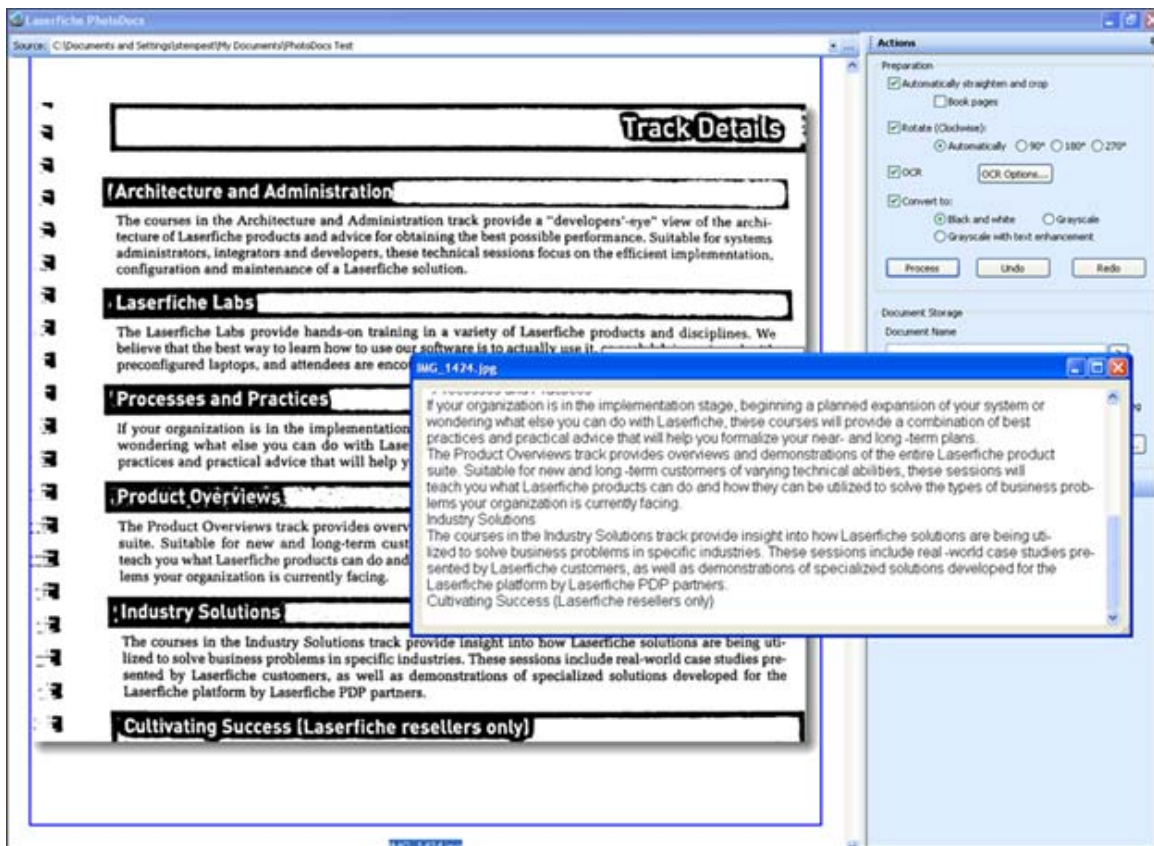 Laserfiche PhotoDocs
Source: C:\Documents and Settings\stempest\My Documents\PhotoDocs Test
Track Details
Architecture and Administration
The courses in the Architecture and Administration track provide a "developers'-eye" view of the archi-
tecture of Laserfiche products and advice for obtaining the best possible performance. Suitable for systems
administrators, integrators and developers, these technical sessions focus on the efficient implementation,
configuration and maintenance of a Laserfiche solution.
Laserfiche Labs
The Laserfiche Labs provide hands-on training in a variety of Laserfiche products and disciplines. We
believe that the best way to learn how to use our software is to actually use it,
preconfigured laptops, and attendees are enco
Processes and Practices
If your organization is in the implementation
wondering what else you can do with Lase
practices and practical advice that will help y
Product Overviews
The Product Overviews track provides overv
suite. Suitable for new and long-term cust
teach you what Laserfiche products can do and
lems your organization is currently facing.
Industry Solutions
The courses in the Industry Solutions track provide insight into how Laserfiche solutions are being uti-
lized to solve business problems in specific industries. These sessions include real-world case studies pre-
sented by Laserfiche customers, as well as demonstrations of specialized solutions developed for the
Laserfiche platform by Laserfiche PDP partners.
Cultivating Success (Laserfiche resellers only)
IMG_1424.jpg
Processes and Practices
If your organization is in the implementation stage, beginning a planned expansion of your system or
wondering what else you can do with Laserfiche, these courses will provide a combination of best
practices and practical advice that will help you formalize your near- and long -term plans.
The Product Overviews track provides overviews and demonstrations of the entire Laserfiche product
suite. Suitable for new and long -term customers of varying technical abilities, these sessions will
teach you what Laserfiche products can do and how they can be utilized to solve the types of business prob-
lems your organization is currently facing.
Industry Solutions
The courses in the Industry Solutions track provide insight into how Laserfiche solutions are being uti-
lized to solve business problems in specific industries. These sessions include real -world case studies pre-
sented by Laserfiche customers, as well as demonstrations of specialized solutions developed for the
Laserfiche platform by Laserfiche PDP partners.
Cultivating Success (Laserfiche resellers only)
Actions
Preparation
Automatically straighten and crop
Book pages
Rotate (Clockwise):
Automatically 90° 180° 270°
OCR OCR Options...
Convert to:
Black and white Grayscale
Grayscale with text enhancement
Process Undo Redo
Document Storage
Document Name